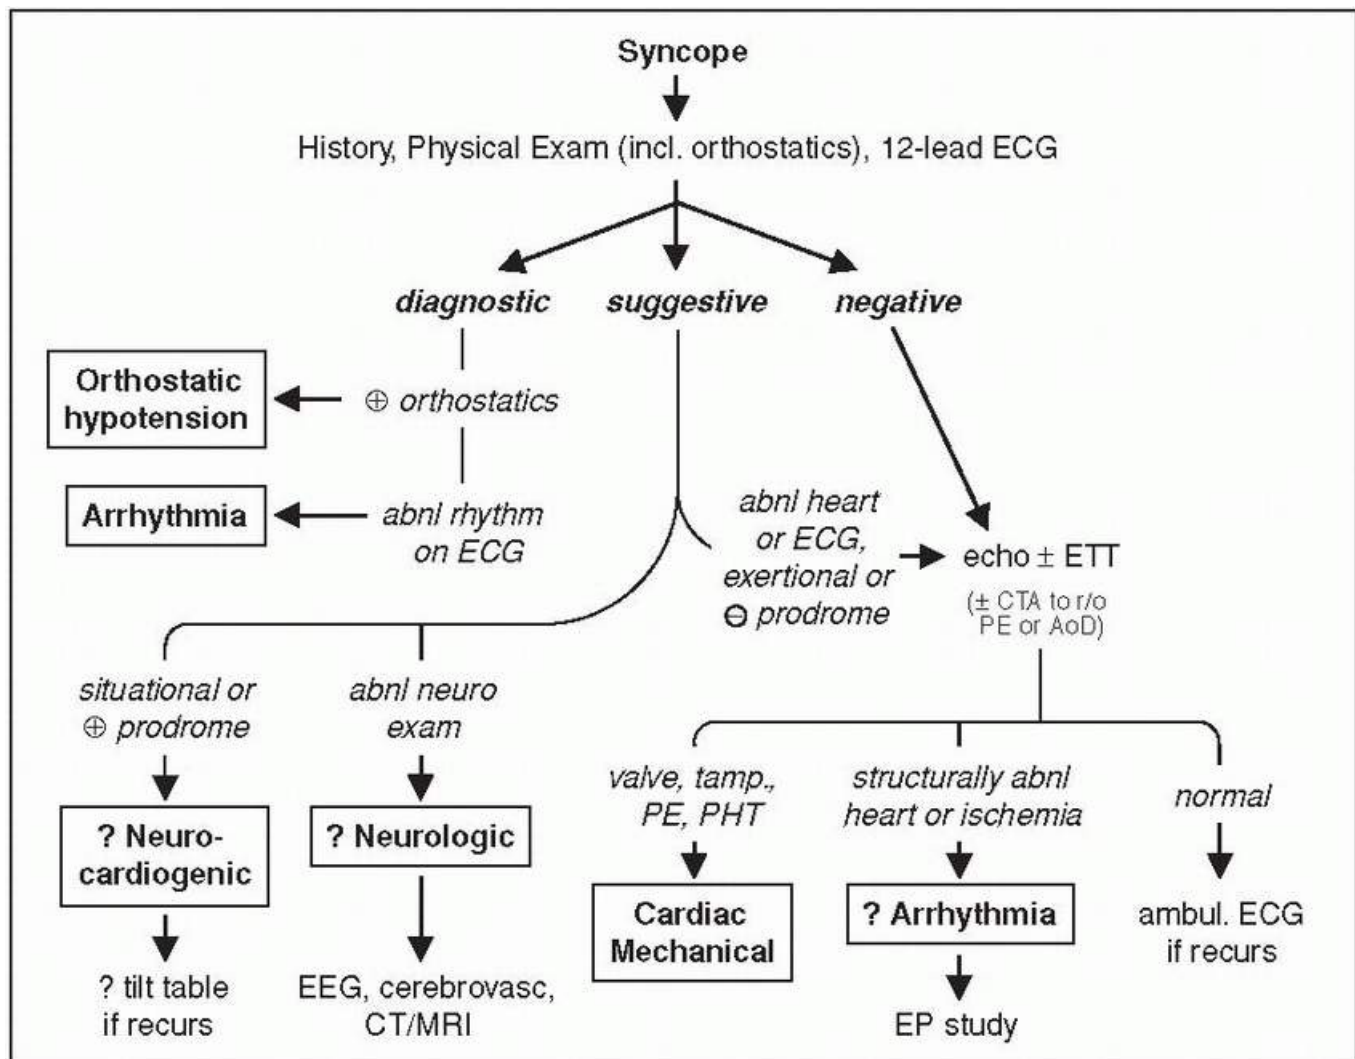 Syncope
History, Physical Exam (incl. orthostatics), 12-lead ECG
diagnostic
suggestive
negative
Orthostatic
hypotension
⊕ orthostatics
Arrhythmia
abnl rhythm
on ECG
abnl heart
or ECG,
exertional or
⊖ prodrome
echo ± ETT
(± CTA to r/o
PE or AoD)
situational or
⊕ prodrome
abnl neuro
exam
? Neuro-
cardiogenic
? Neurologic
? tilt table
if recurs
EEG, cerebrovasc,
CT/MRI
valve, tamp.,
PE, PHT
structurally abnl
heart or ischemia
normal
Cardiac
Mechanical
? Arrhythmia
ambul. ECG
if recurs
EP study